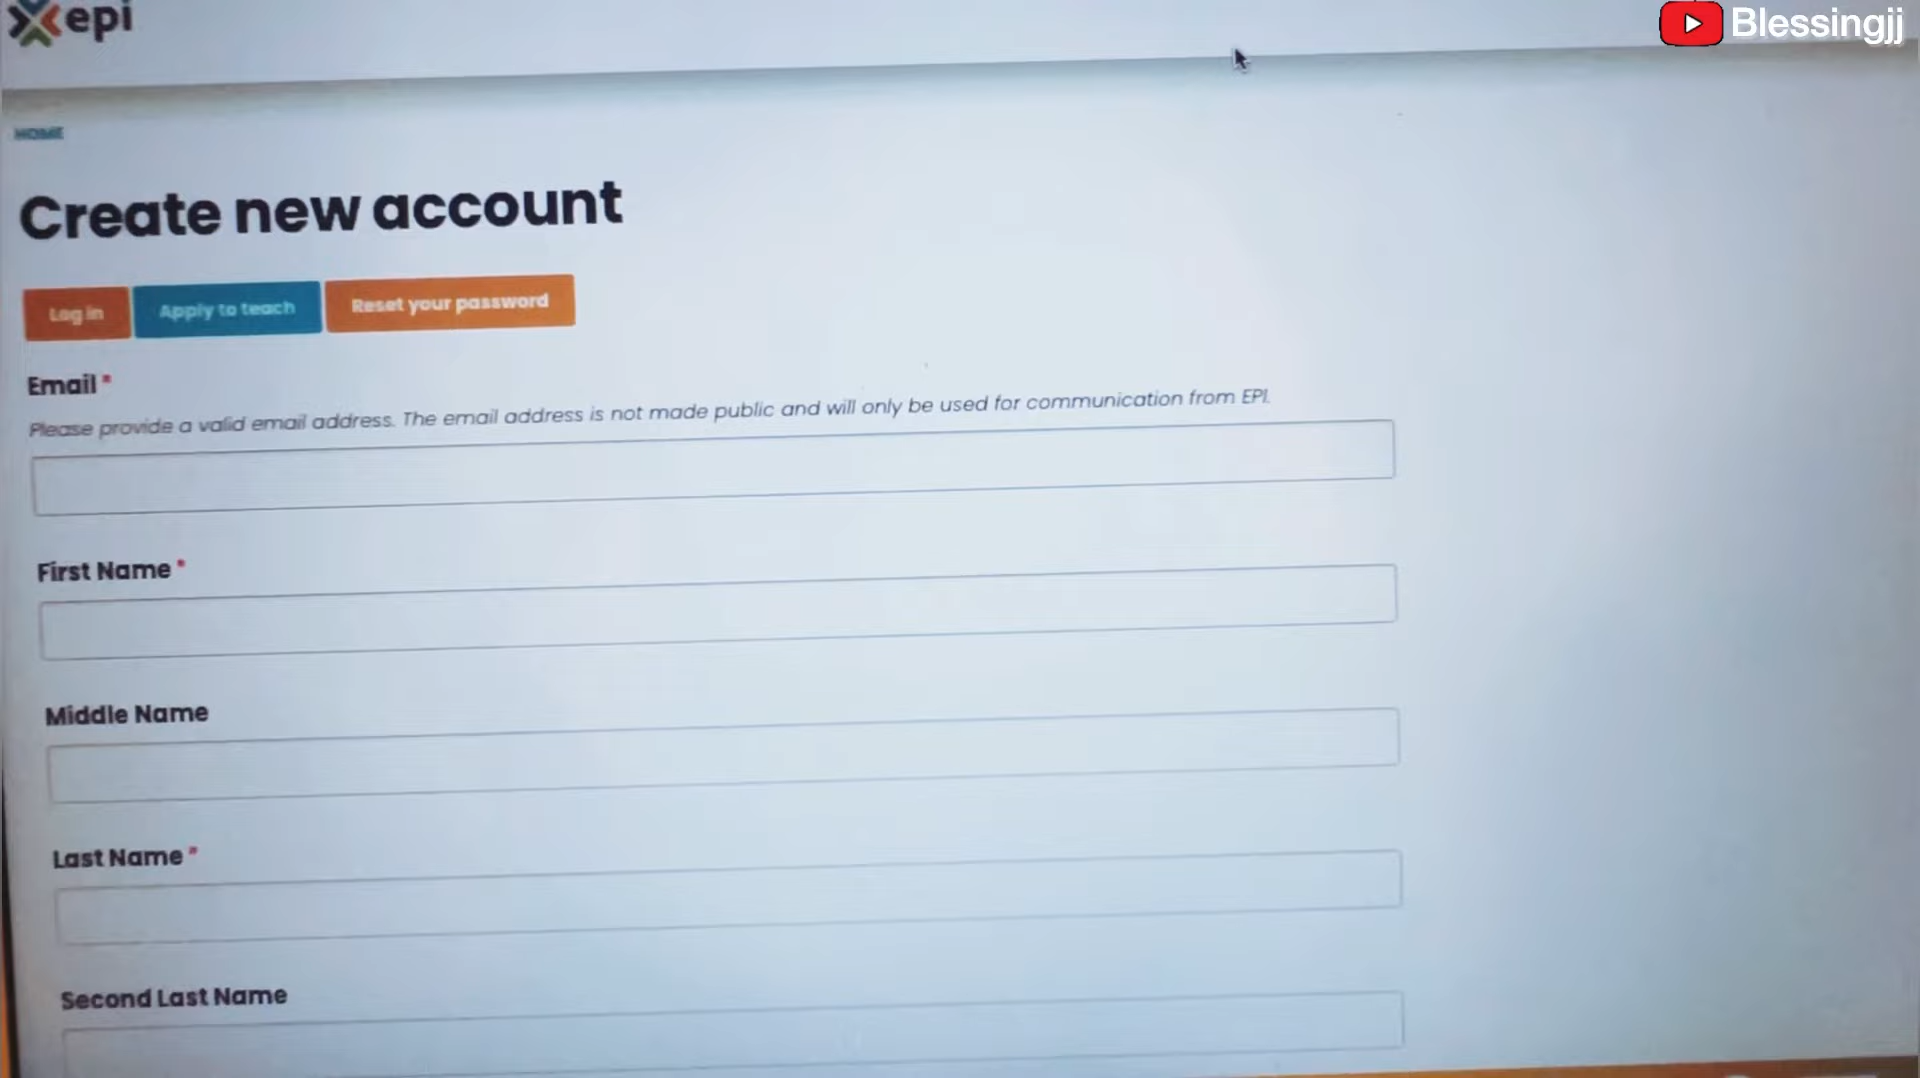 epi
Blessingjj
HOME
Create new account
Log in
Apply to teach
Reset your password
Email *
Please provide a valid email address. The email address is not made public and will only be used for communication from EPI.
First Name *
Middle Name
Last Name *
Second Last Name